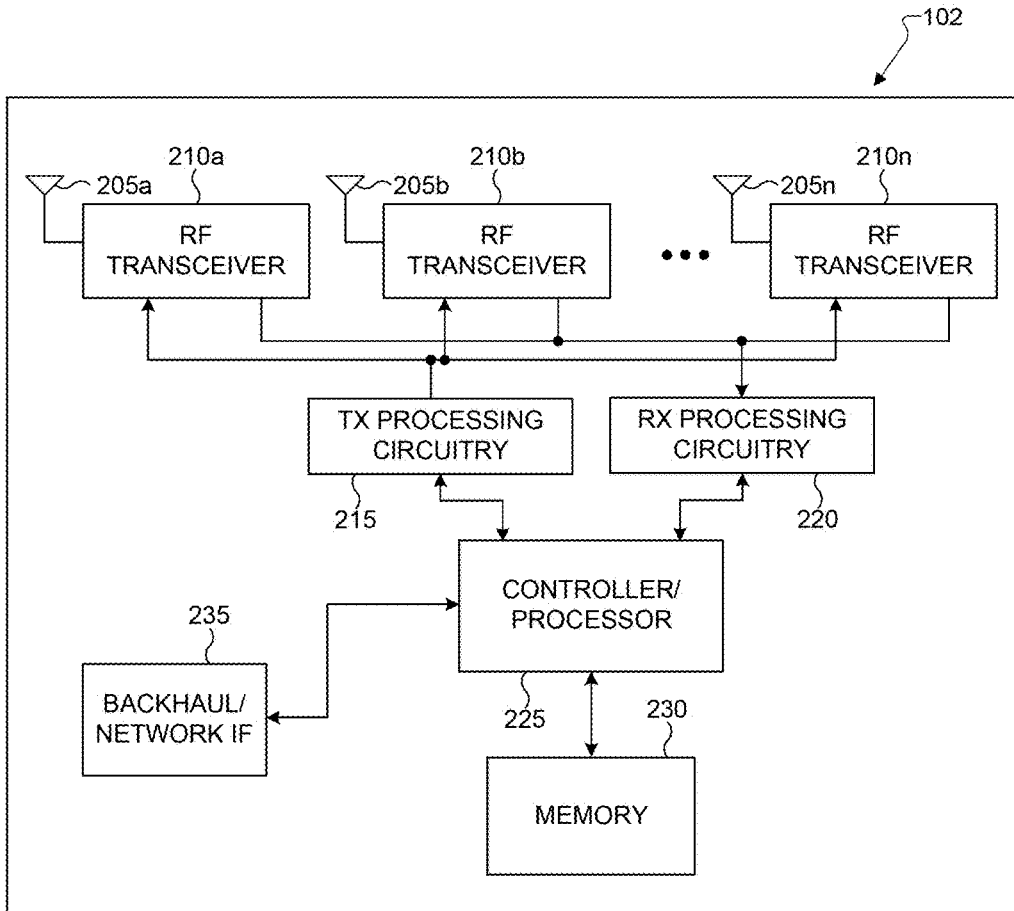 102
210a
210b
210n
205a
205b
205n
RF
TRANSCEIVER
RF
TRANSCEIVER
RF
TRANSCEIVER
TX PROCESSING
CIRCUITRY
RX PROCESSING
CIRCUITRY
215
220
CONTROLLER/
PROCESSOR
235
BACKHAUL/
NETWORK IF
225
230
MEMORY